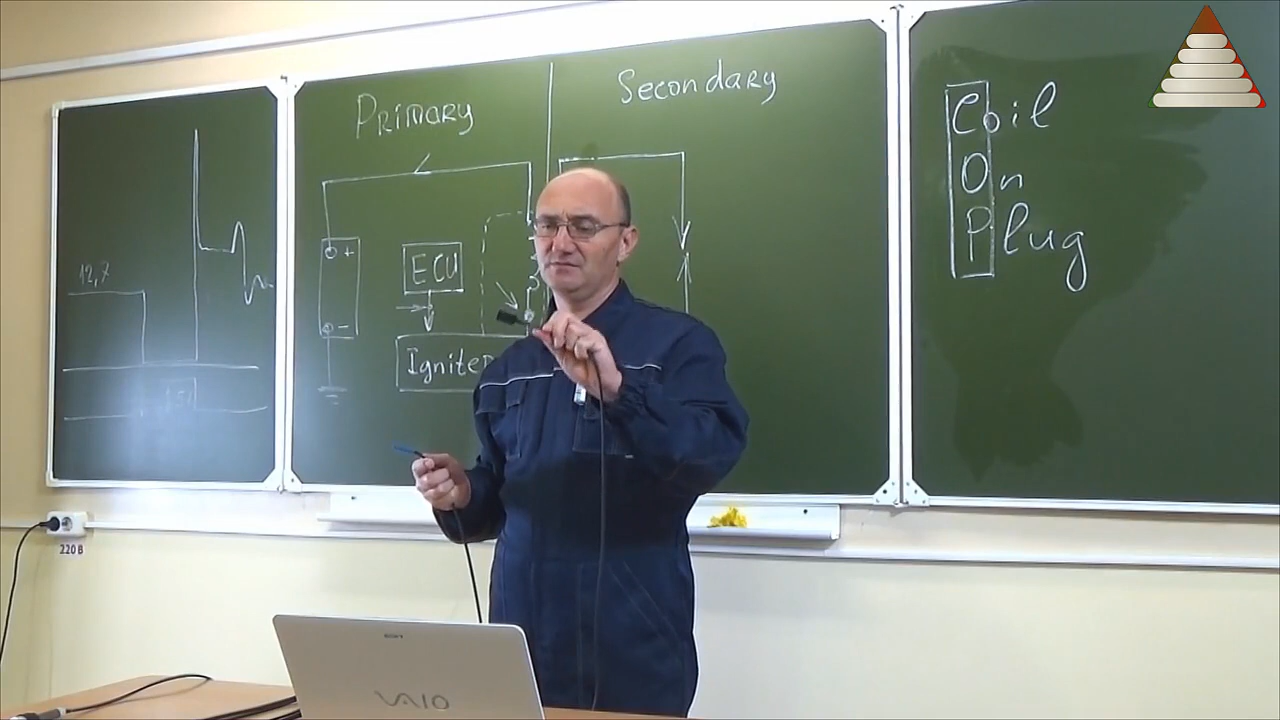 12,7
Primary
+
ECU
-
Igniter
Secondary
Coil
On
Plug
220 В
VAIO